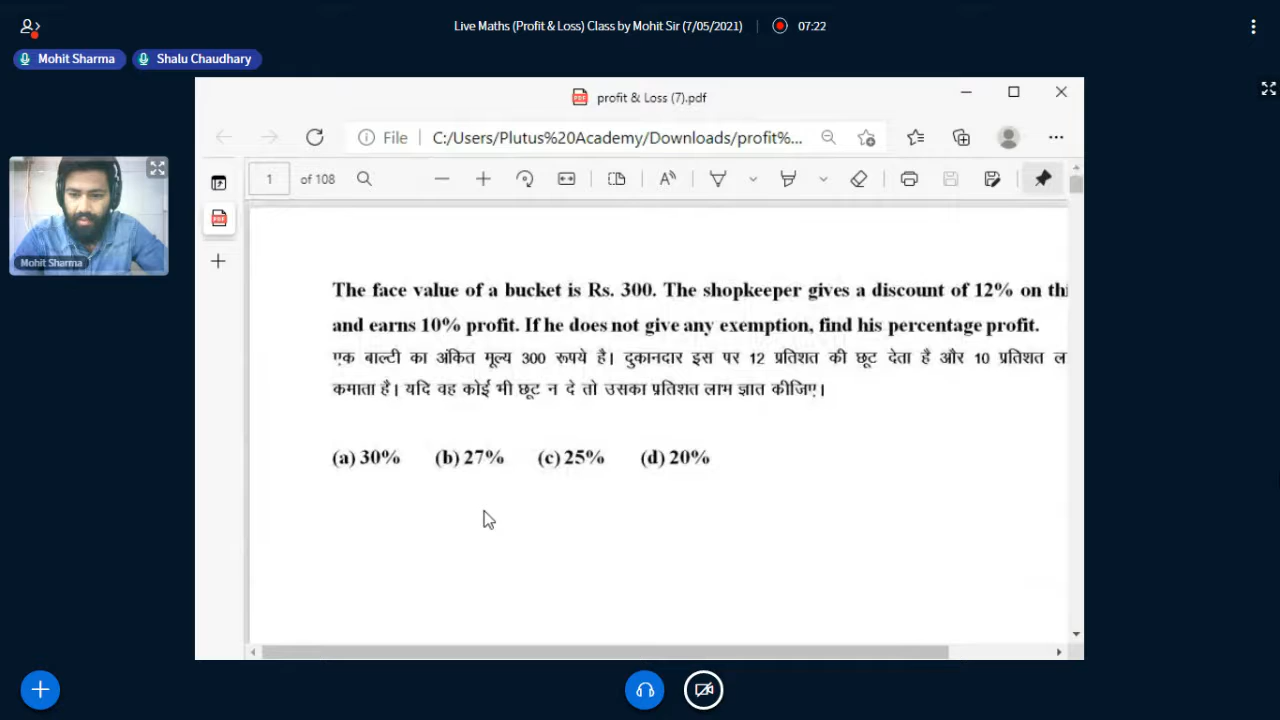 Live Maths (Profit & Loss) Class by Mohit Sir (7/05/2021)
07:22
Mohit Sharma
Shalu Chaudhary
profit & Loss (7).pdf
File
C:/Users/Plutus%20Academy/Downloads/profit%...
1 of 108
Mohit Sharma
The face value of a bucket is Rs. 300. The shopkeeper gives a discount of 12% on
and earns 10% profit. If he does not give any exemption, find his percentage profit.
एक बाल्टी का अंकित मूल्य 300 रूपये है। दुकानदार इस पर 12 प्रतिशत की छूट देता है और 10 प्रतिशत
कमाता है। यदि वह कोई भी छूट न दे तो उसका प्रतिशत लाभ ज्ञात कीजिए।
(a) 30% (b) 27% (c) 25% (d) 20%